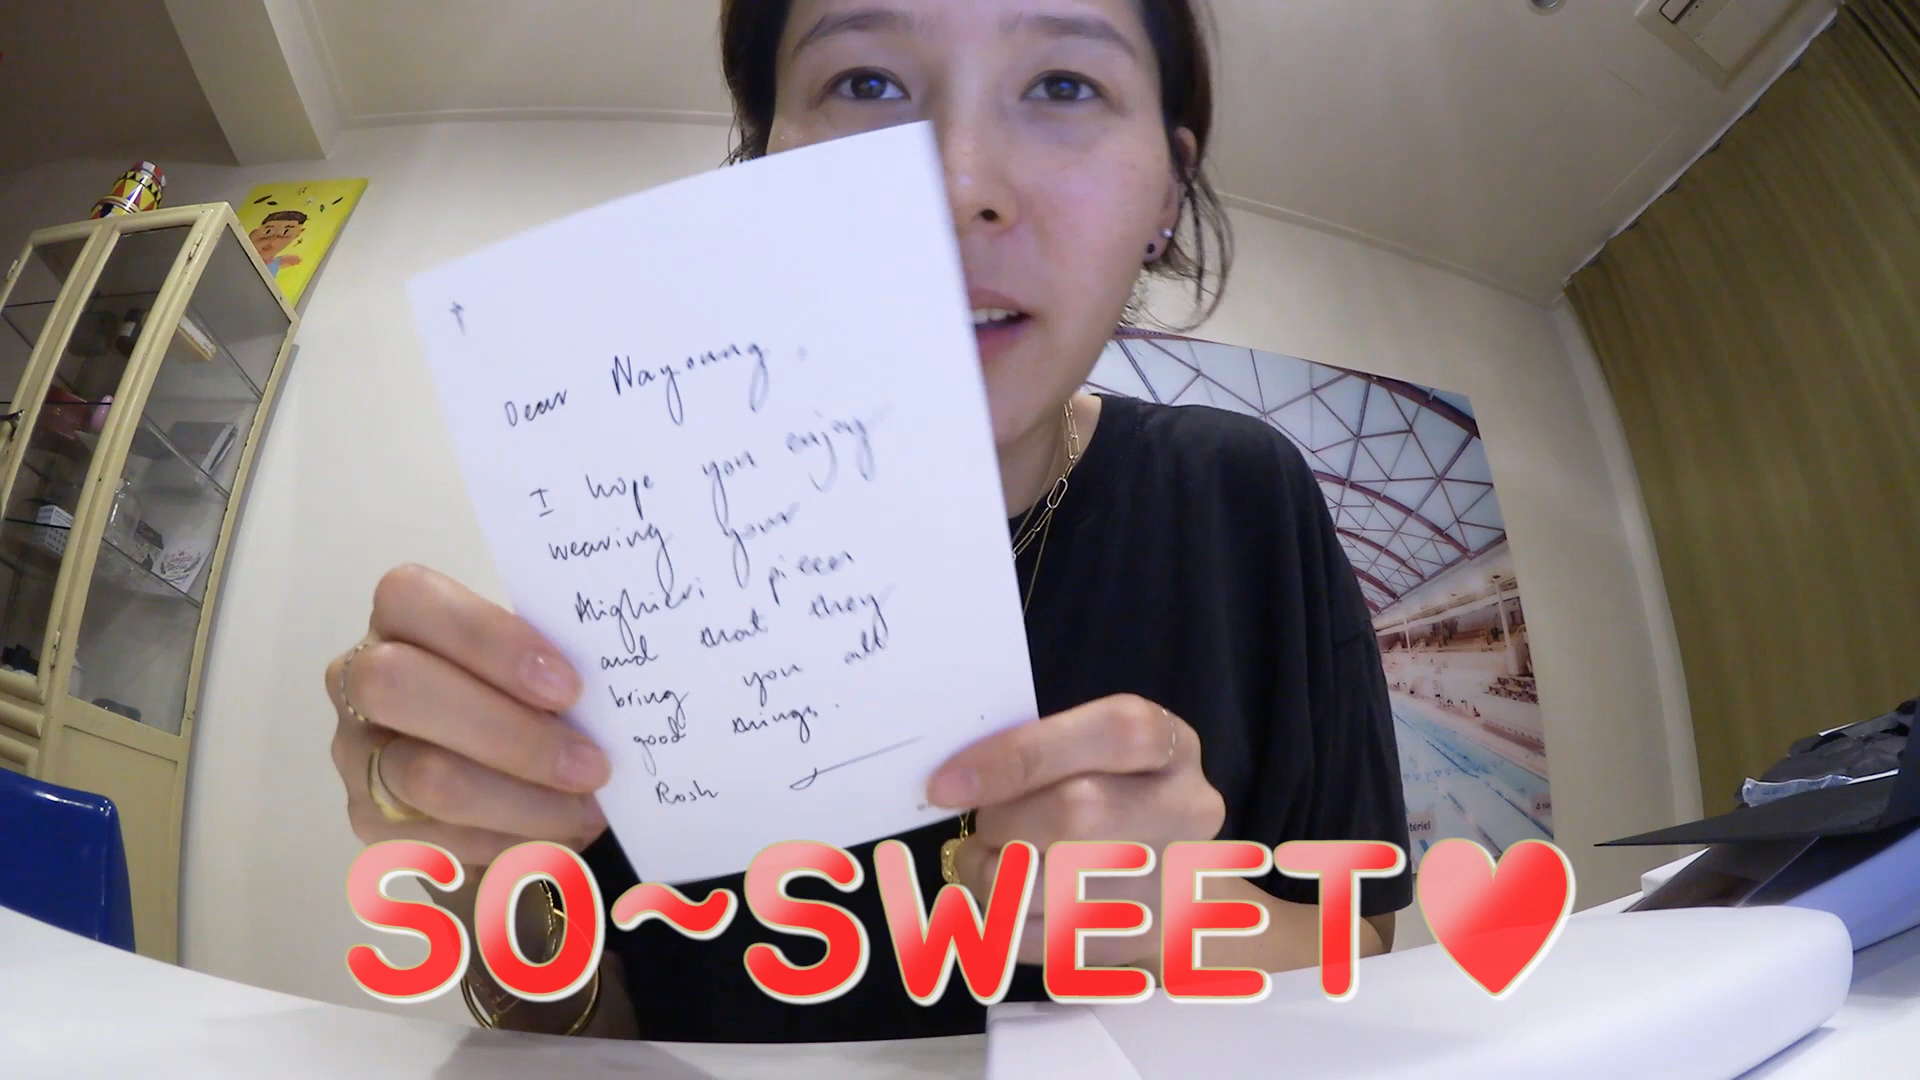 Dear Nayoung,
I hope you enjoy
wearing your
Alighieri pieces
and that they
bring you all
good things.
Rosh
SO~SWEET♥